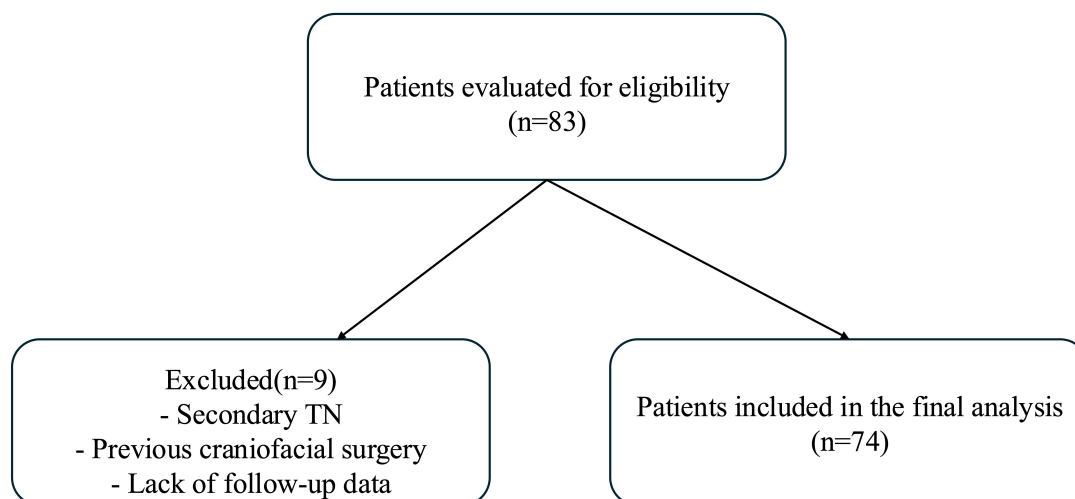 Patients evaluated for eligibility
(n=83)
Excluded(n=9)
- Secondary TN
- Previous craniofacial surgery
- Lack of follow-up data
Patients included in the final analysis
(n=74)